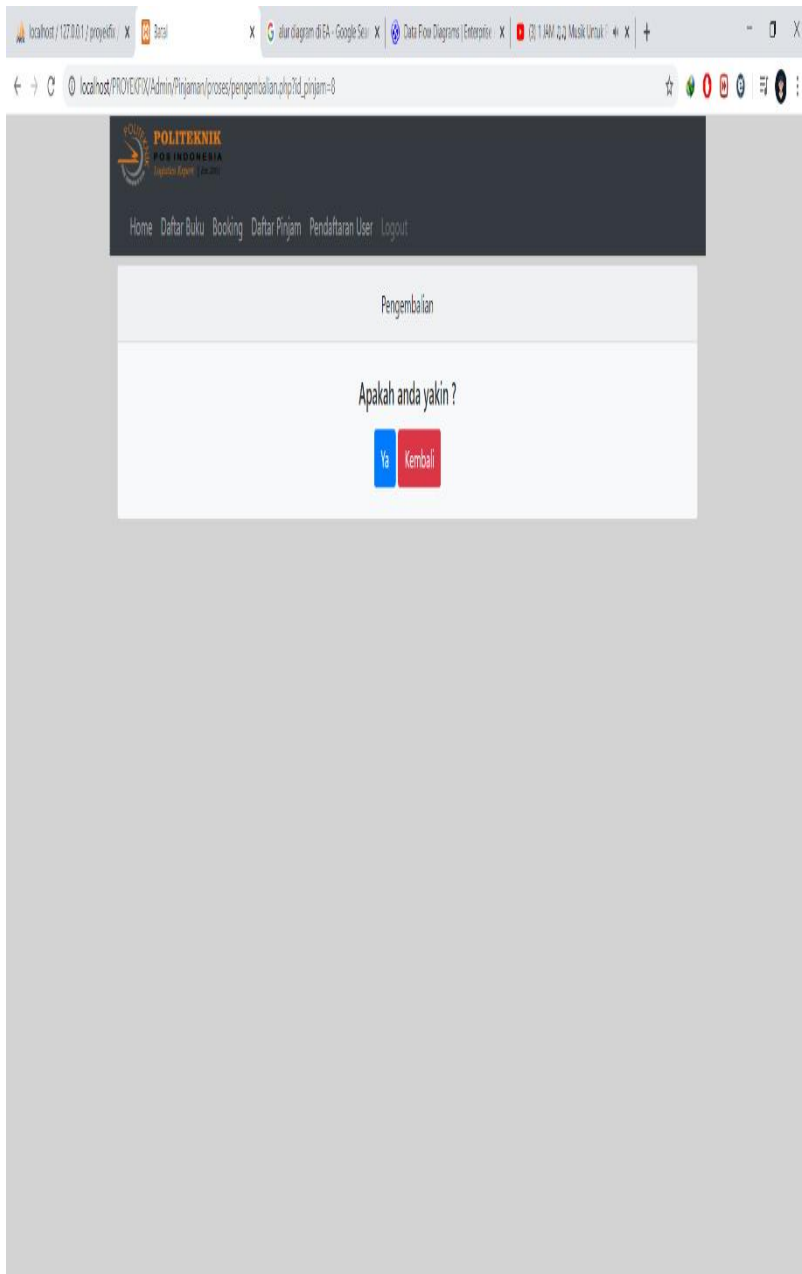 localhost / 127.0.0.1 / proyekfix /
Batal
alur diagram di EA - Google Sear
Data Flow Diagrams | Enterprise
(3) 1 JAM ♫♫ Musik Untuk
localhost/PROYEKFIX/Admin/Pinjaman/proses/pengembalian.php?id_pinjam=8
POLITEKNIK
POS INDONESIA
Home Daftar Buku Booking Daftar Pinjam Pendaftaran User Logout
Pengembalian
Apakah anda yakin ?
Ya Kembali